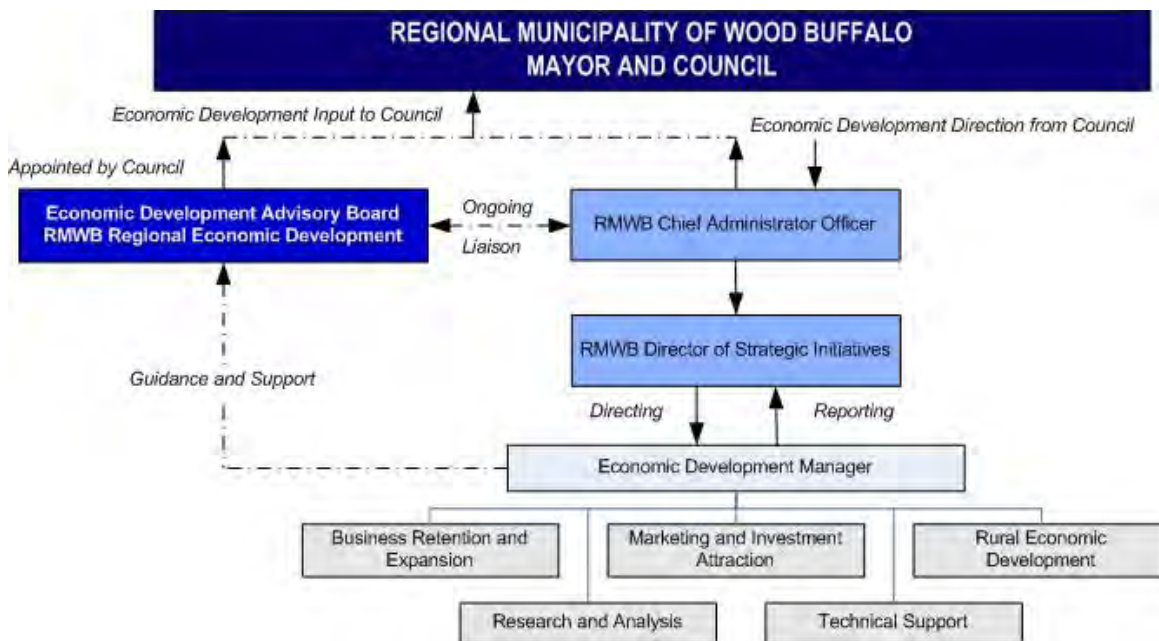 REGIONAL MUNICIPALITY OF WOOD BUFFALO
MAYOR AND COUNCIL
Economic Development Input to Council
Economic Development Direction from Council
Appointed by Council
Economic Development Advisory Board
RMWB Regional Economic Development
Ongoing
Liaison
RMWB Chief Administrator Officer
RMWB Director of Strategic Initiatives
Guidance and Support
Directing
Reporting
Economic Development Manager
Business Retention and
Expansion
Marketing and Investment
Attraction
Rural Economic
Development
Research and Analysis
Technical Support